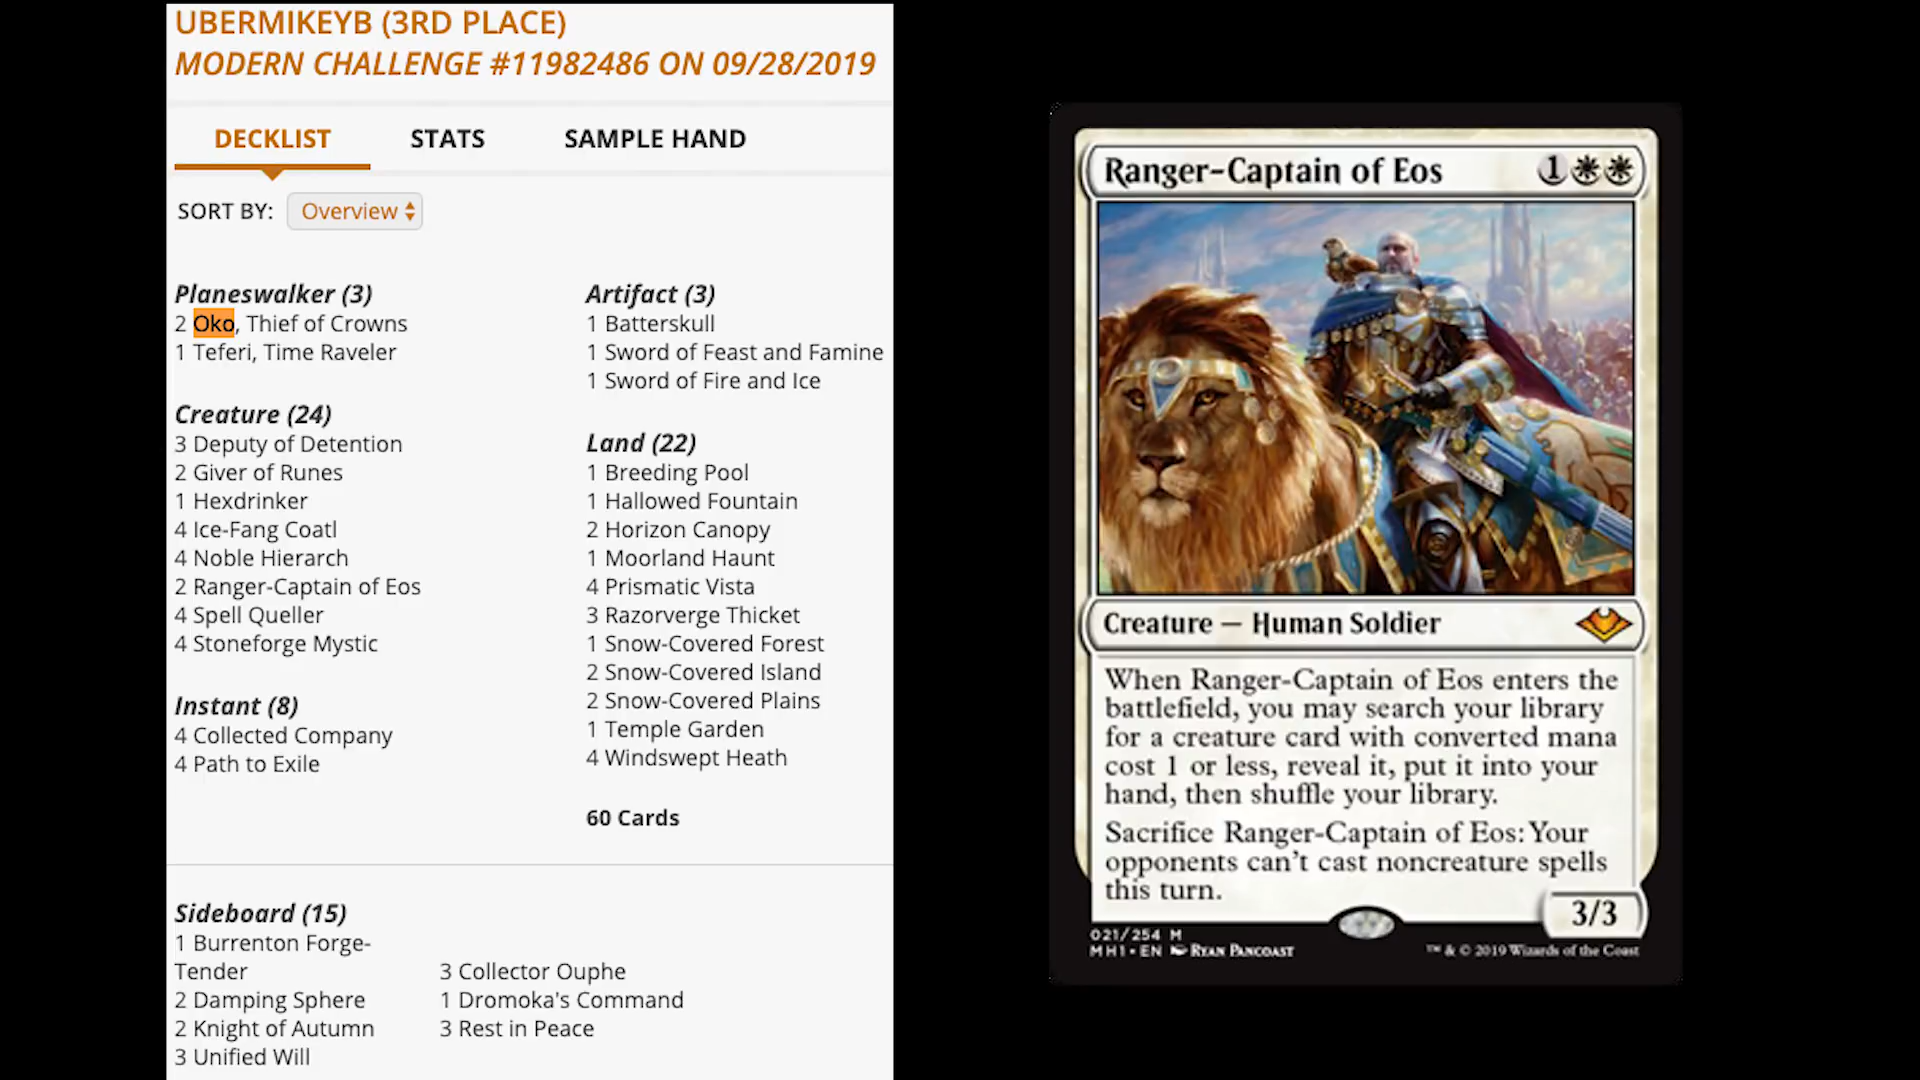 UBERMIKEYB (3RD PLACE)
MODERN CHALLENGE #11982486 ON 09/28/2019
DECKLIST
STATS
SAMPLE HAND
SORT BY:
Overview
Planeswalker (3)
2 Oko, Thief of Crowns
1 Teferi, Time Raveler
Creature (24)
3 Deputy of Detention
2 Giver of Runes
1 Hexdrinker
4 Ice-Fang Coatl
4 Noble Hierarch
2 Ranger-Captain of Eos
4 Spell Queller
4 Stoneforge Mystic
Instant (8)
4 Collected Company
4 Path to Exile
Artifact (3)
1 Batterskull
1 Sword of Feast and Famine
1 Sword of Fire and Ice
Land (22)
1 Breeding Pool
1 Hallowed Fountain
2 Horizon Canopy
1 Moorland Haunt
4 Prismatic Vista
3 Razorverge Thicket
1 Snow-Covered Forest
2 Snow-Covered Island
2 Snow-Covered Plains
1 Temple Garden
4 Windswept Heath
60 Cards
Sideboard (15)
1 Burrenton Forge-
Tender
2 Damping Sphere
2 Knight of Autumn
3 Unified Will
3 Collector Ouphe
1 Dromoka's Command
3 Rest in Peace
Ranger-Captain of Eos
1
Creature — Human Soldier
When Ranger-Captain of Eos enters the
battlefield, you may search your library
for a creature card with converted mana
cost 1 or less, reveal it, put it into your
hand, then shuffle your library.
Sacrifice Ranger-Captain of Eos: Your
opponents can't cast noncreature spells
this turn.
3/3
021/254 M
MH1 • EN Ryan Pancoast
™ & © 2019 Wizards of the Coast